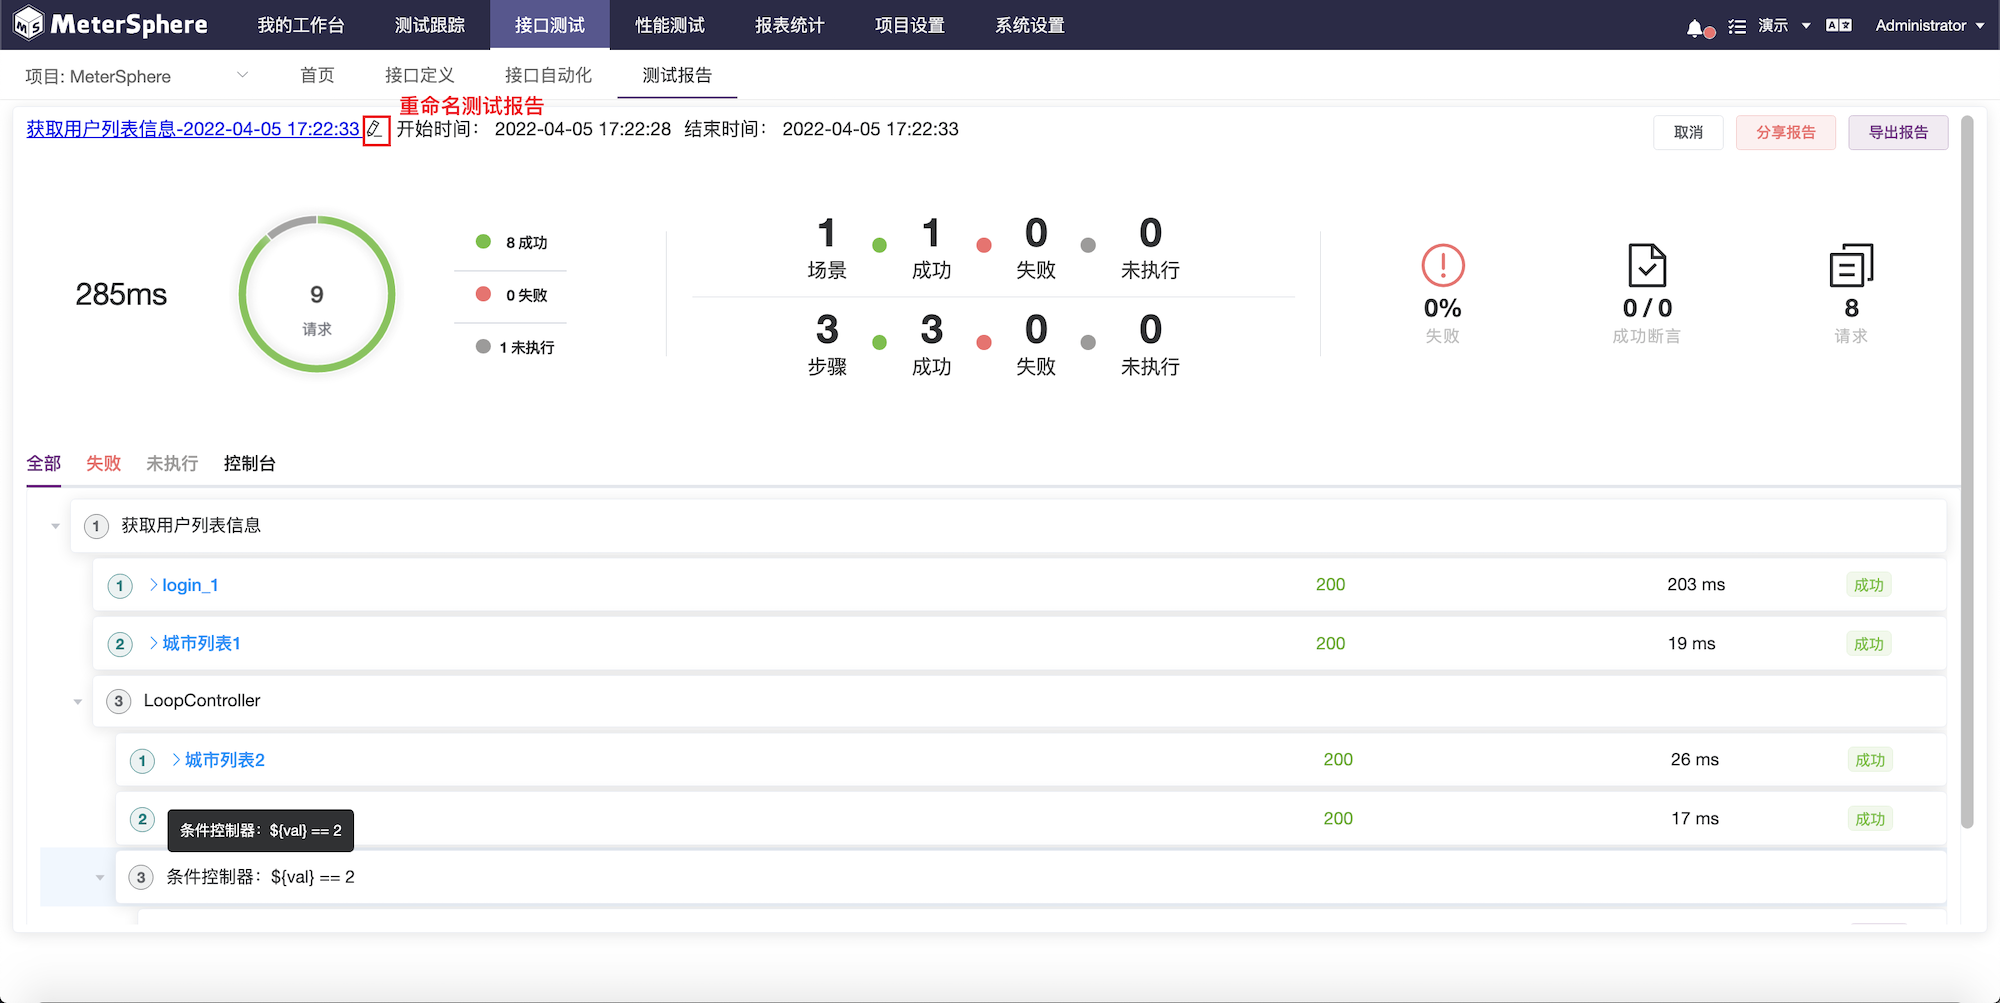 MeterSphere 我的工作台 测试跟踪 接口测试 性能测试 报表统计 项目设置 系统设置 演示 Administrator
项目: MeterSphere 首页 接口定义 接口自动化 测试报告
重命名测试报告
获取用户列表信息-2022-04-05 17:22:33 开始时间： 2022-04-05 17:22:28 结束时间： 2022-04-05 17:22:33 取消 分享报告 导出报告
285ms
9
请求
8 成功
0 失败
1 未执行
1 1 0 0
场景 成功 失败 未执行
3 3 0 0
步骤 成功 失败 未执行
0% 0 / 0 8
失败 成功断言 请求
全部 失败 未执行 控制台
1 获取用户列表信息
1 login_1 200 203 ms 成功
2 城市列表1 200 19 ms 成功
3 LoopController
1 城市列表2 200 26 ms 成功
2 200 17 ms 成功
条件控制器：${val} == 2
3 条件控制器：${val} == 2